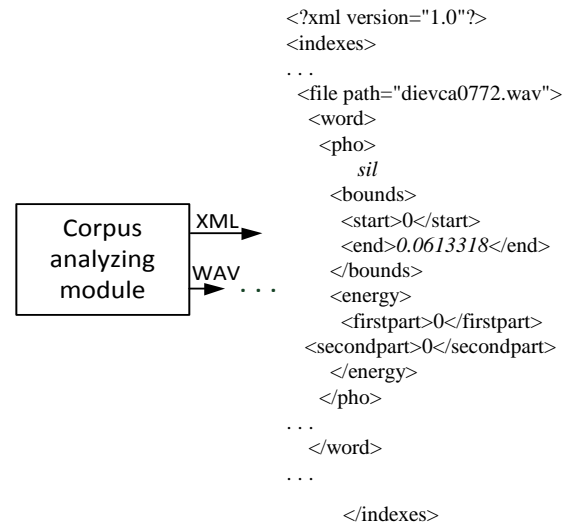 <?xml version="1.0"?>
<indexes>
. . .
<file path="dievca0772.wav">
<word>
<pho>
sil
<bounds>
<start>0</start>
<end>0.0613318</end>
</bounds>
<energy>
<firstpart>0</firstpart>
<secondpart>0</secondpart>
</energy>
</pho>
. . .
</word>
. . .
</indexes>
Corpus
analyzing
module
XML
WAV
. . .